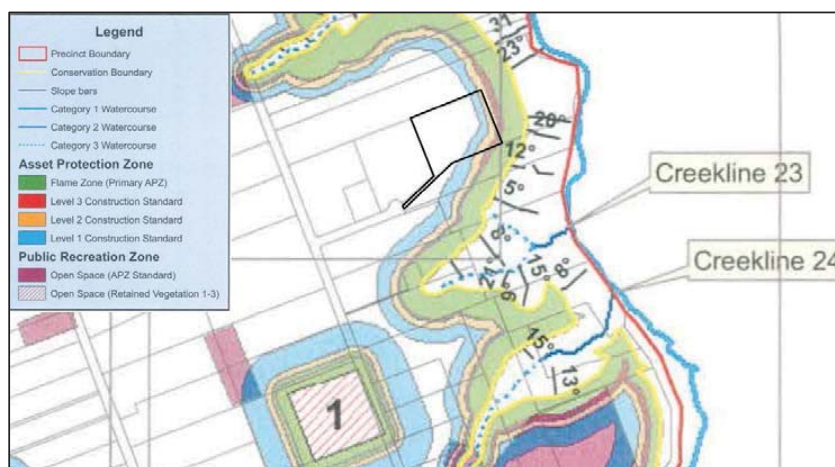 Legend
Precinct Boundary
Conservation Boundary
Slope bars
Category 1 Watercourse
Category 2 Watercourse
Category 3 Watercourse
Asset Protection Zone
Flame Zone (Primary APZ)
Level 3 Construction Standard
Level 2 Construction Standard
Level 1 Construction Standard
Public Recreation Zone
Open Space (APZ Standard)
Open Space (Retained Vegetation 1-3)
23°
20°
12°
5°
Creekline 23
8°
15°
8°
Creekline 24
15°
13°
1